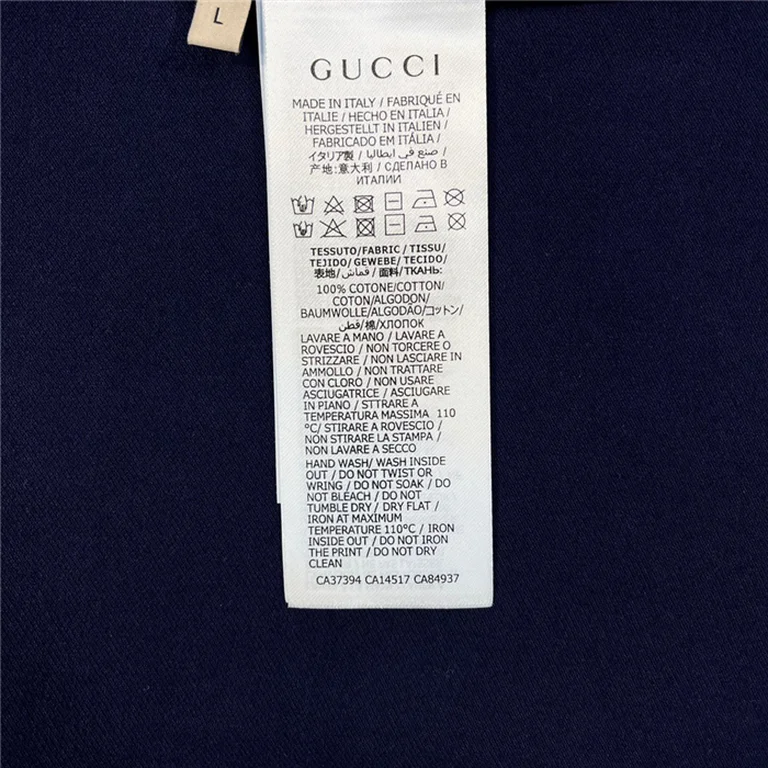 L
GUCCI
MADE IN ITALY / FABRIQUÉ EN
ITALIE / HECHO EN ITALIA /
HERGESTELLT IN ITALIEN /
FABRICADO EM ITÁLIA /
イタリア製 / صنع في ايطاليا /
产地:意大利 / СДЕЛАНО В
ИТАЛИИ
TESSUTO/FABRIC / TISSU/
TEJIDO/ GEWEBE/ TECIDO/
表地/قماش/ 面料/ТКАНЬ:
100% COTONE/COTTON/
COTON/ALGODON/
BAUMWOLLE/ALGODÃO/コットン/
قطن/棉/ХЛОПОК
LAVARE A MANO / LAVARE A
ROVESCIO / NON TORCERE O
STRIZZARE / NON LASCIARE IN
AMMOLLO / NON TRATTARE
CON CLORO / NON USARE
ASCIUGATRICE / ASCIUGARE
IN PIANO / STTRARE A
TEMPERATURA MASSIMA 110
°C/ STIRARE A ROVESCIO /
NON STIRARE LA STAMPA /
NON LAVARE A SECCO
HAND WASH/ WASH INSIDE
OUT / DO NOT TWIST OR
WRING / DO NOT SOAK / DO
NOT BLEACH / DO NOT
TUMBLE DRY / DRY FLAT /
IRON AT MAXIMUM
TEMPERATURE 110°C / IRON
INSIDE OUT / DO NOT IRON
THE PRINT / DO NOT DRY
CLEAN
CA37394 CA14517 CA84937